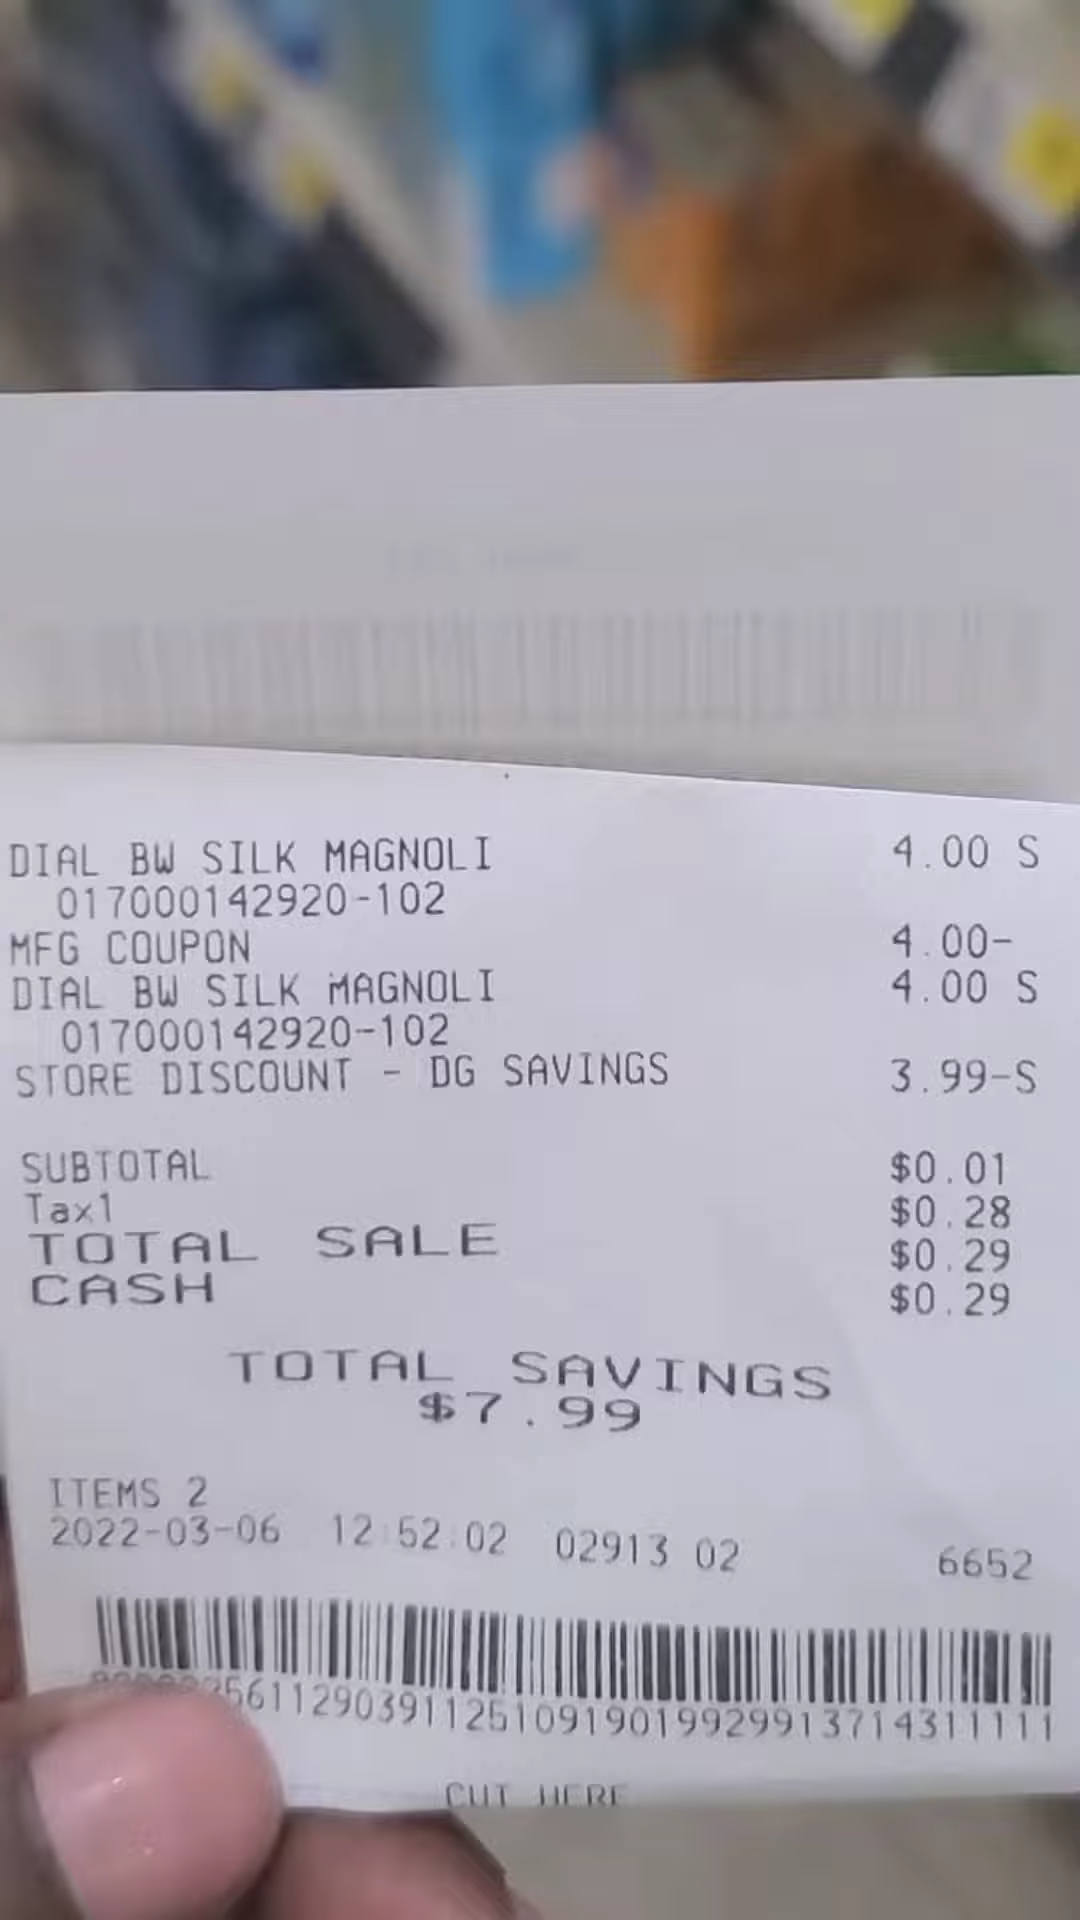 DIAL BW SILK MAGNOLI 4.00 S
017000142920-102
MFG COUPON 4.00-
DIAL BW SILK MAGNOLI 4.00 S
017000142920-102
STORE DISCOUNT - DG SAVINGS 3.99-S
SUBTOTAL $0.01
Tax1 $0.28
TOTAL SALE $0.29
CASH $0.29
TOTAL SAVINGS
$7.99
ITEMS 2
2022-03-06 12:52:02 02913 02 6652
CUT HERE